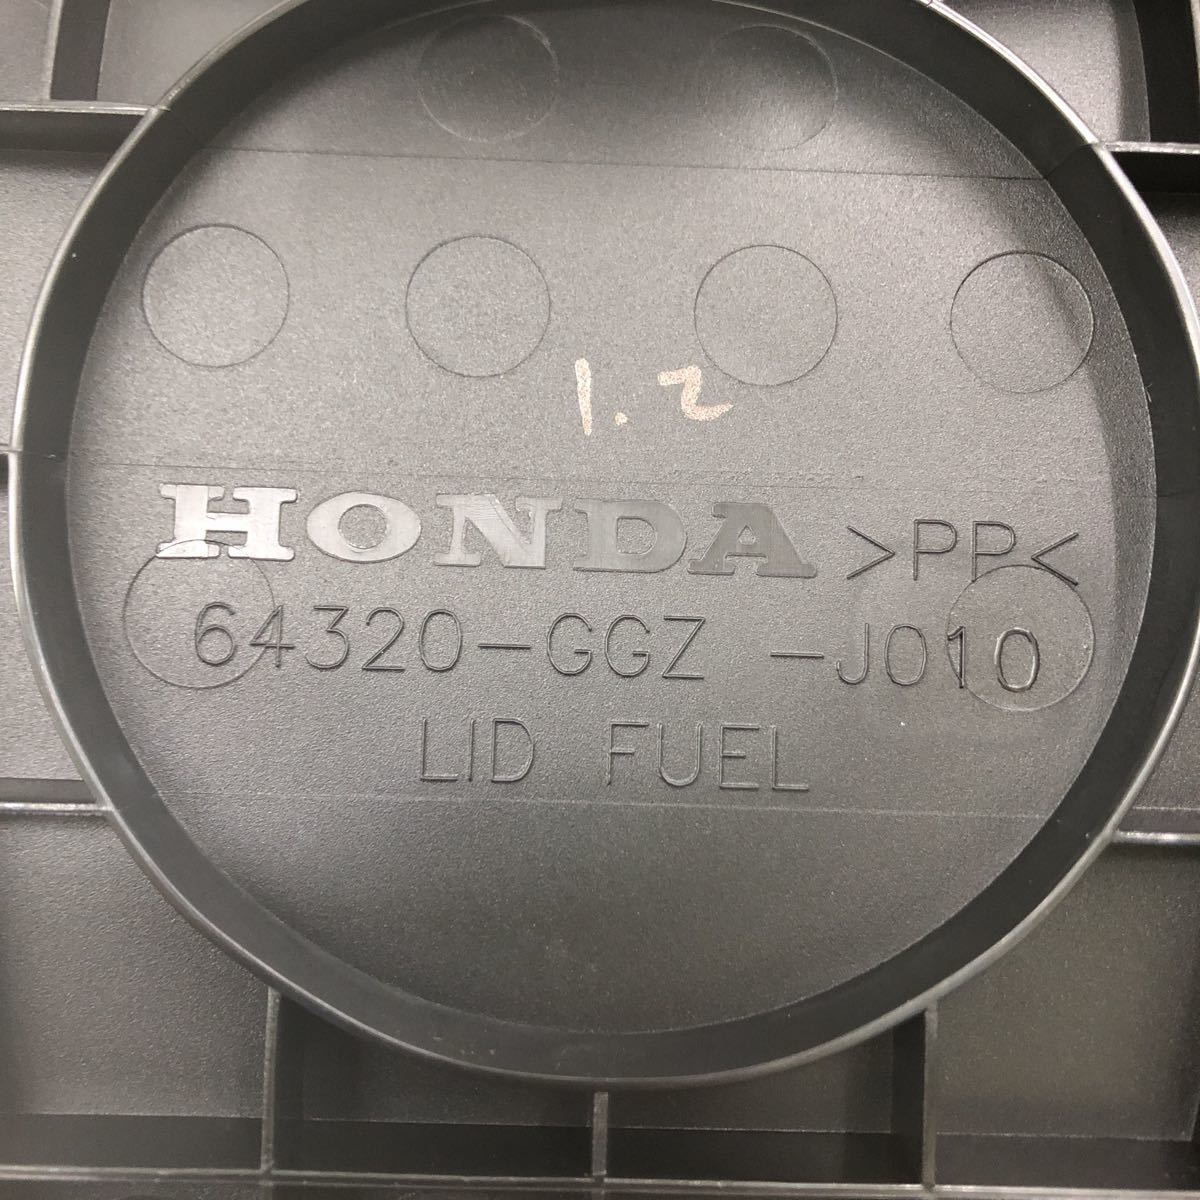 1.2
HONDA >PP<
64320-GGZ -J010
LID FUEL